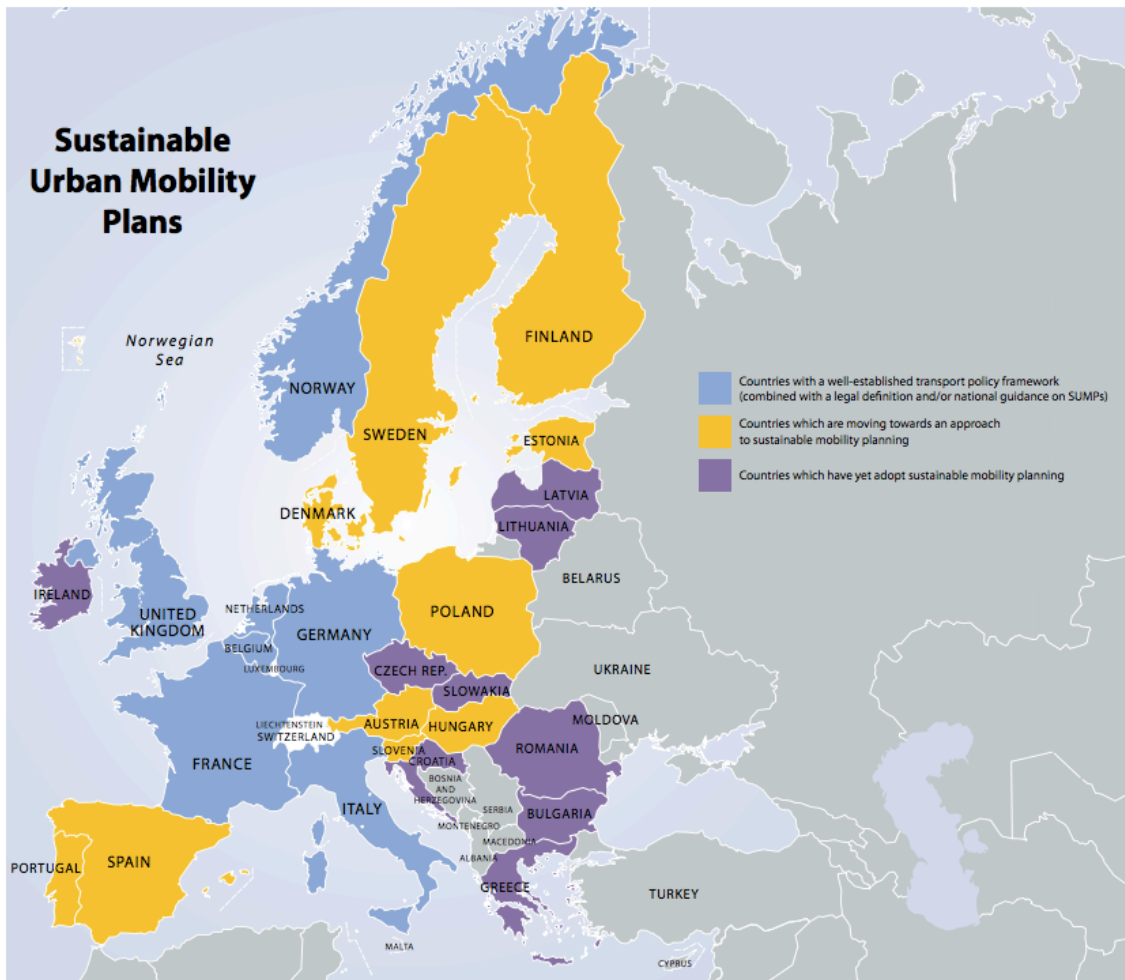 Sustainable
Urban Mobility
Plans
Norwegian
Sea
FINLAND
NORWAY
Countries with a well-established transport policy framework
(combined with a legal definition and/or national guidance on SUMPs)
SWEDEN
Countries which are moving towards an approach
to sustainable mobility planning
ESTONIA
Countries which have yet adopt sustainable mobility planning
LATVIA
DENMARK
LITHUANIA
BELARUS
IRELAND
NETHERLANDS
POLAND
UNITED
KINGDOM
GERMANY
BELGIUM
LUXEMBOURG
CZECH REP.
UKRAINE
SLOWAKIA
LIECHTENSTEIN
SWITZERLAND
AUSTRIA
HUNGARY
MOLDOVA
SLOVENIA
CROATIA
ROMANIA
FRANCE
BOSNIA
AND
HERZEGOVINA
ITALY
SERBIA
BULGARIA
MONTENEGRO
MACEDONIA
ALBANIA
PORTUGAL
SPAIN
GREECE
TURKEY
MALTA
CYPRUS